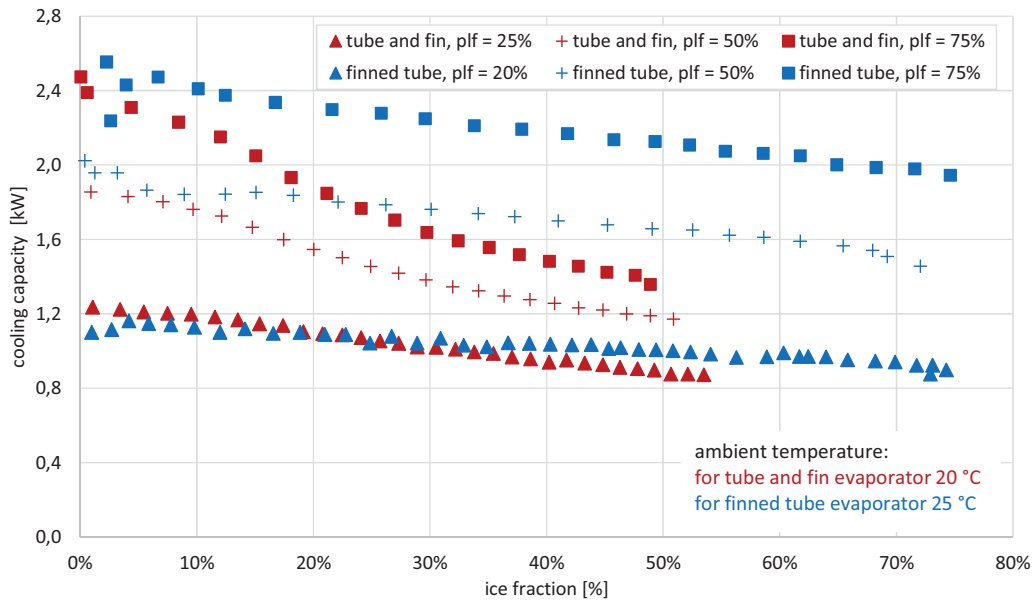 2,8
2,4
2,0
1,6
1,2
0,8
0,4
0,0
cooling capacity [kW]
tube and fin, plf = 25% tube and fin, plf = 50% tube and fin, plf = 75%
finned tube, plf = 20% finned tube, plf = 50% finned tube, plf = 75%
ambient temperature:
for tube and fin evaporator 20 °C
for finned tube evaporator 25 °C
0% 10% 20% 30% 40% 50% 60% 70% 80%
ice fraction [%]